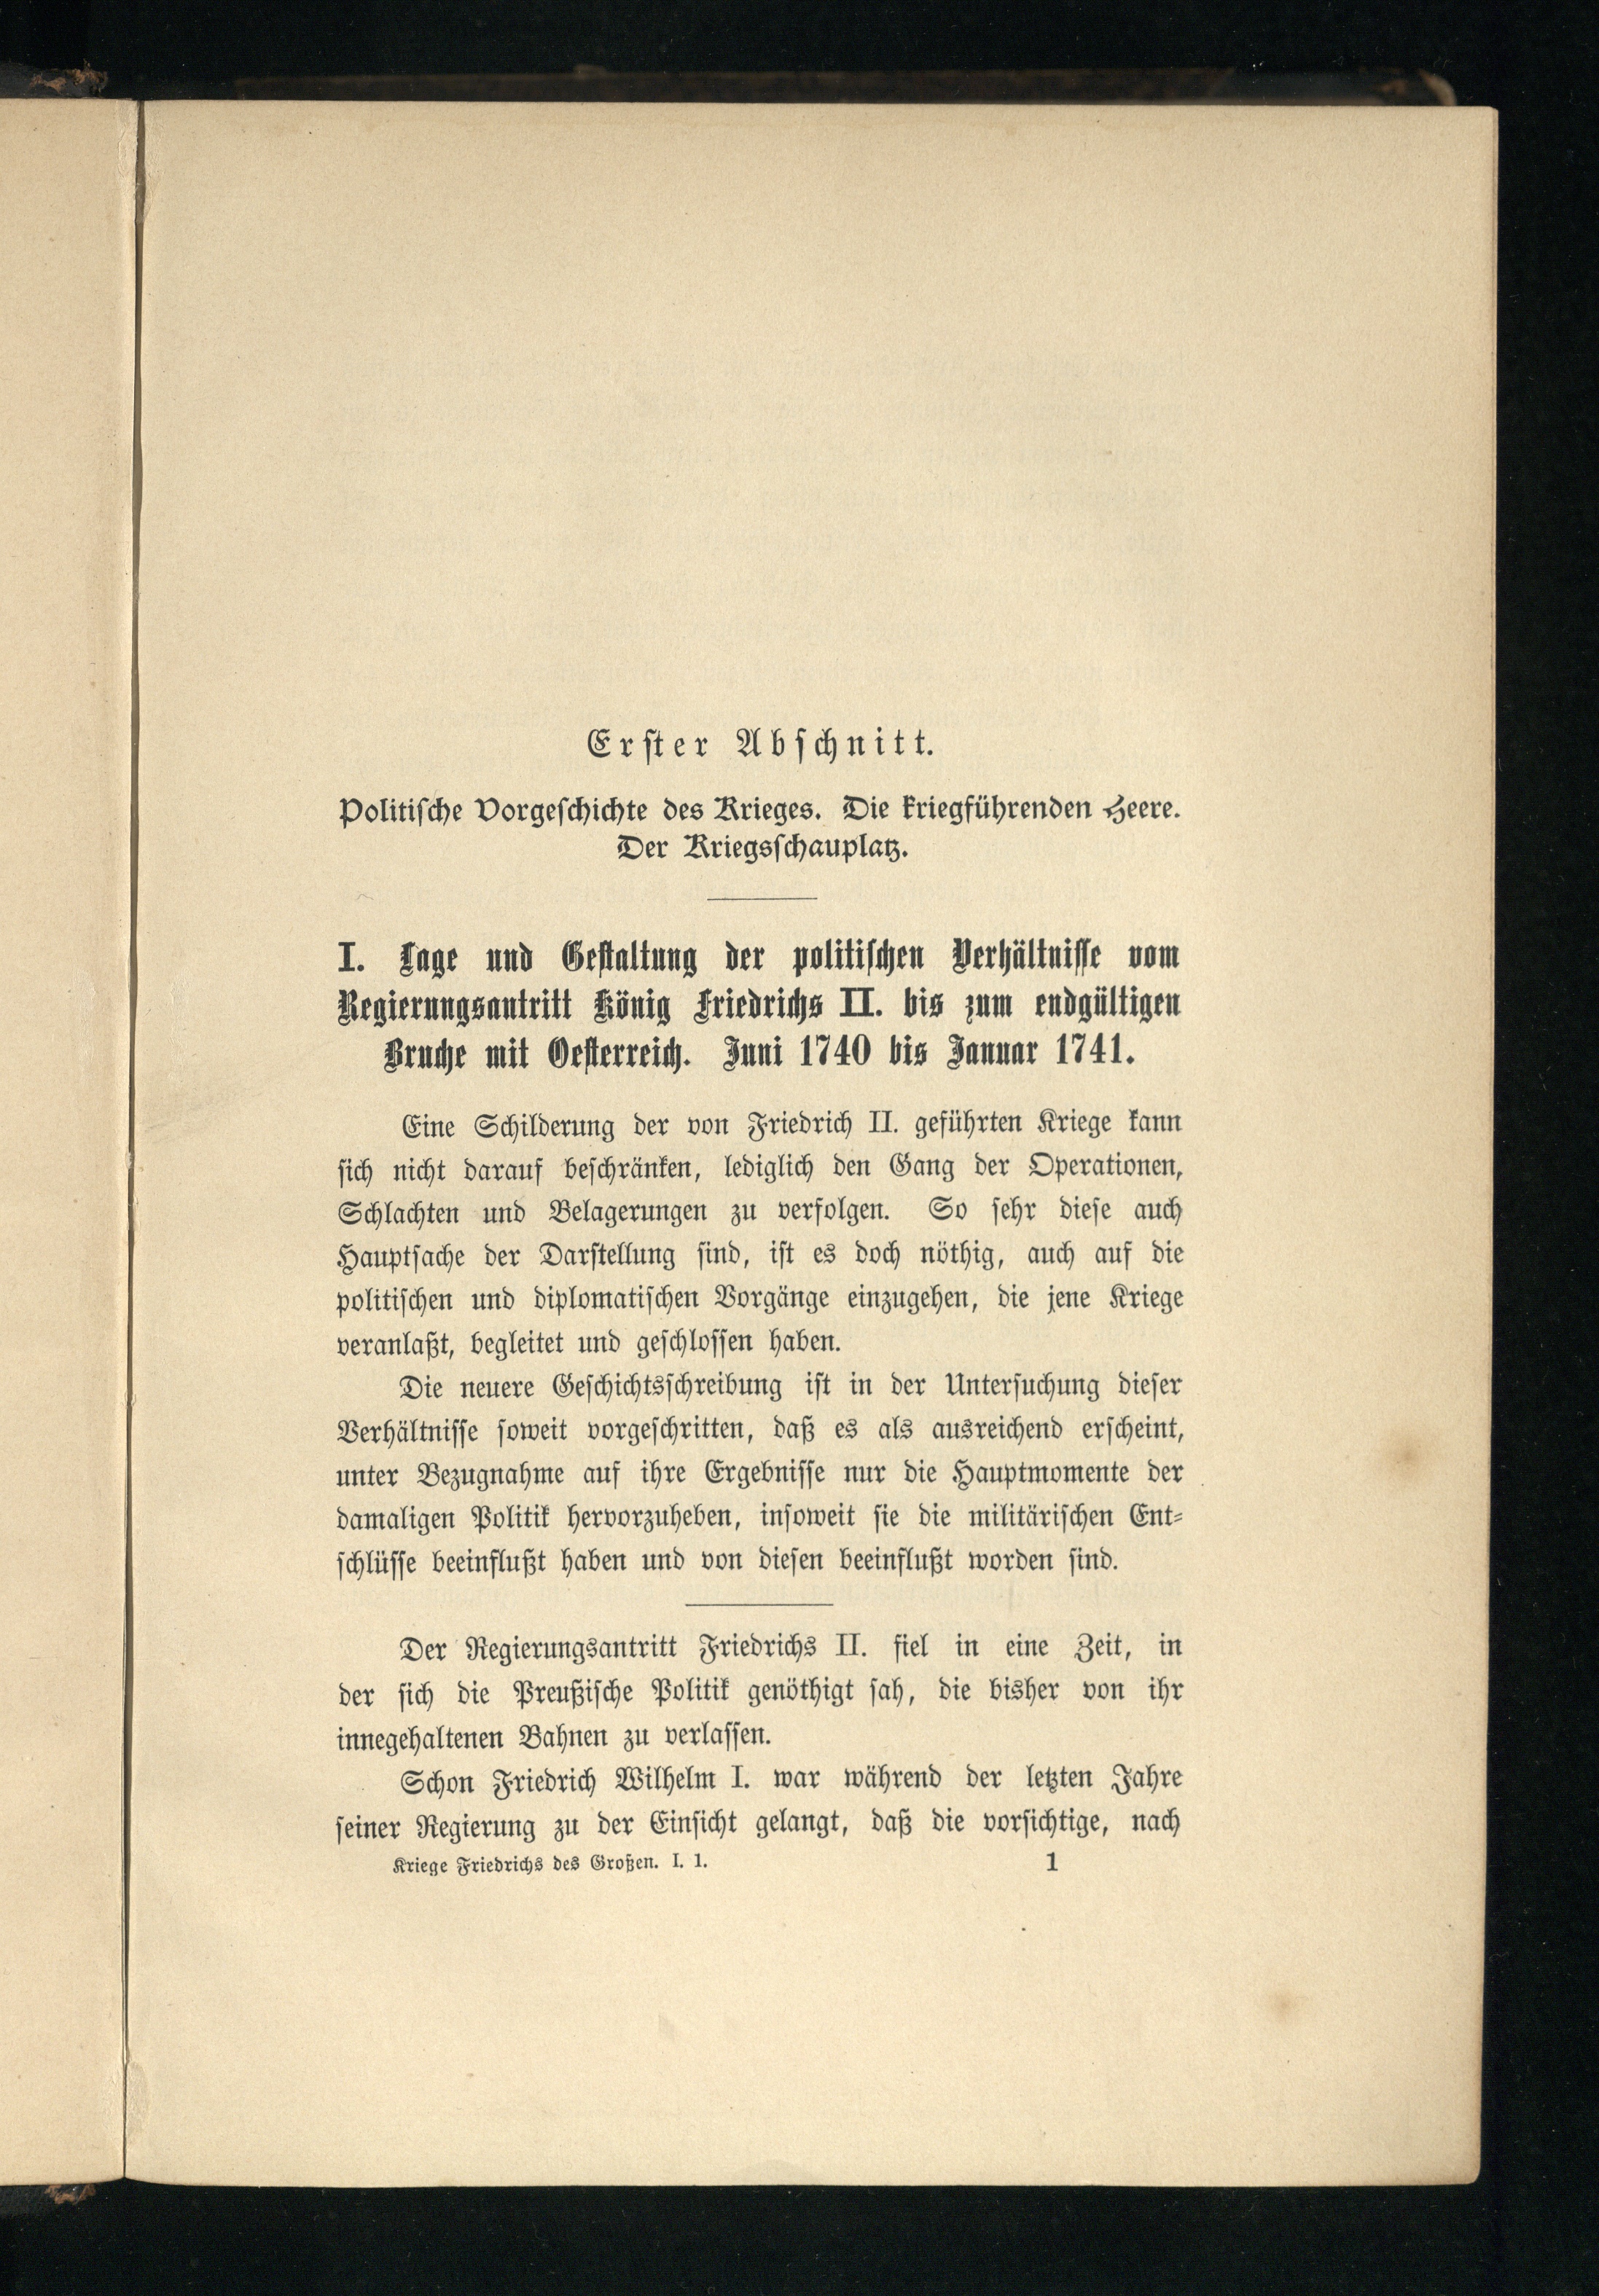 Erster Abschnitt.
Politische Vorgeschichte des Krieges. Die kriegführenden Heere.
Der Kriegsschauplatz.
I. Lage und Gestaltung der politischen Verhältnisse vom
Regierungsantritt König Friedrichs II. bis zum endgültigen
Bruche mit Oesterreich. Juni 1740 bis Januar 1741.
Eine Schilderung der von Friedrich II. geführten Kriege kann
sich nicht darauf beschränken, lediglich den Gang der Operationen,
Schlachten und Belagerungen zu verfolgen. So sehr diese auch
Hauptsache der Darstellung sind, ist es doch nöthig, auch auf die
politischen und diplomatischen Vorgänge einzugehen, die jene Kriege
veranlaßt, begleitet und geschlossen haben.
Die neuere Geschichtsschreibung ist in der Untersuchung dieser
Verhältnisse soweit vorgeschritten, daß es als ausreichend erscheint,
unter Bezugnahme auf ihre Ergebnisse nur die Hauptmomente der
damaligen Politik hervorzuheben, insoweit sie die militärischen Ent-
schlüsse beeinflußt haben und von diesen beeinflußt worden sind.
Der Regierungsantritt Friedrichs II. fiel in eine Zeit, in
der sich die Preußische Politik genöthigt sah, die bisher von ihr
innegehaltenen Bahnen zu verlassen.
Schon Friedrich Wilhelm I. war während der letzten Jahre
seiner Regierung zu der Einsicht gelangt, daß die vorsichtige, nach
Kriege Friedrichs des Großen. I. 1. 1